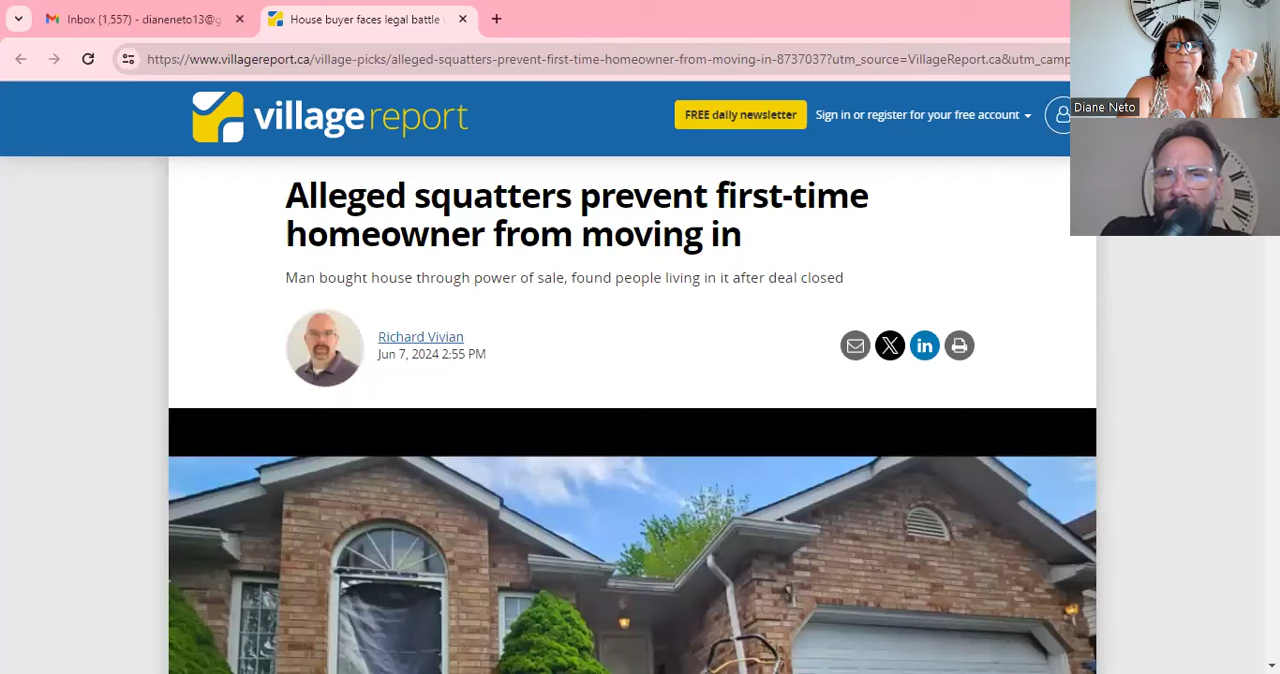 Inbox (1,557) - dianeneto13@g
House buyer faces legal battle
https://www.villagereport.ca/village-picks/alleged-squatters-prevent-first-time-homeowner-from-moving-in-8737037?utm_source=VillageReport.ca&utm_camp
Diane Neto
village report
FREE daily newsletter
Sign in or register for your free account
Alleged squatters prevent first-time
homeowner from moving in
Man bought house through power of sale, found people living in it after deal closed
Richard Vivian
Jun 7, 2024 2:55 PM
X
in